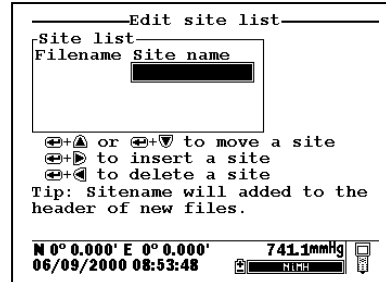 Edit site list
Site list
Filename Site name
+ or + to move a site
+ to insert a site
+ to delete a site
Tip: Sitename will added to the
header of new files.
N 0° 0.000' E 0° 0.000' 741.1mmHg
06/09/2000 08:53:48 NiMH